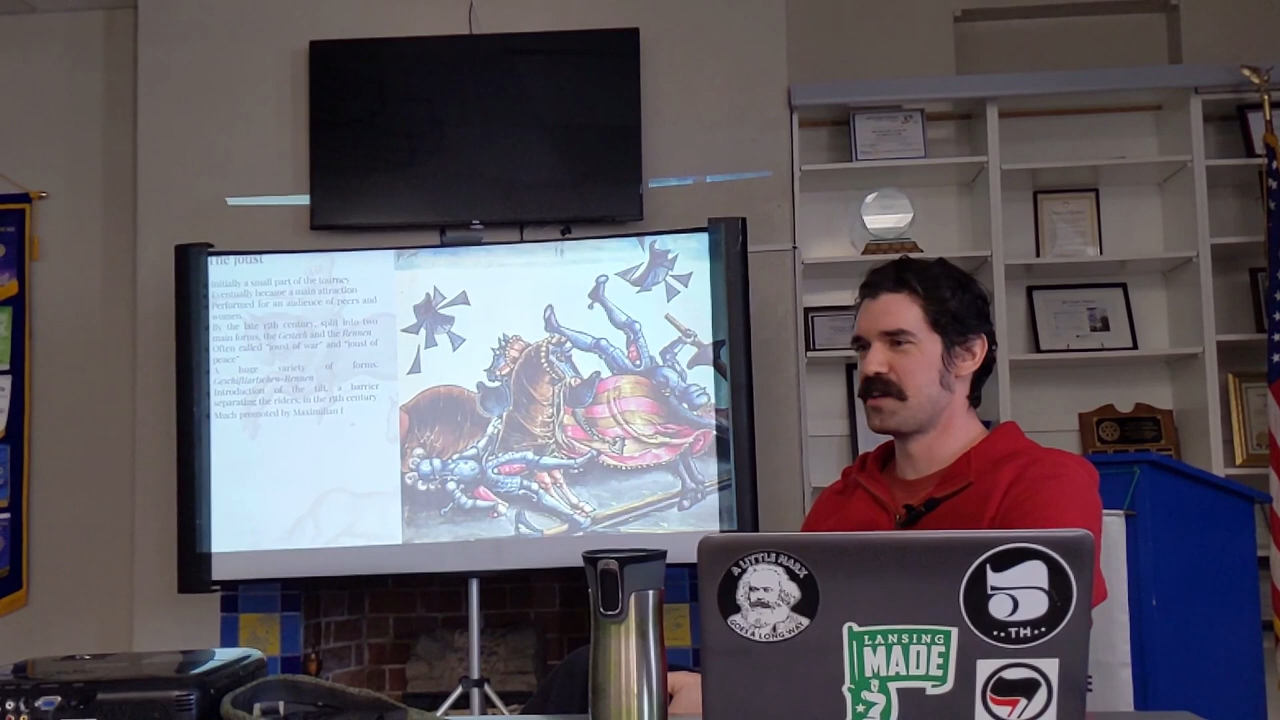 The Joust
Initially a small part of the tourney
Eventually became a main attraction
Performed for an audience of peers and
women.
By the late 15th century, split into two
main forms, the Gestech and the Rennen
Often called "joust of war" and "joust of
peace"
A huge variety of forms:
Geschifttartschen-Rennen
Introduction of the tilt, a barrier
separating the riders, in the 15th century
Much promoted by Maximilian I
A LITTLE MARX
GOES A LONG WAY
5
TH
LANSING
MADE